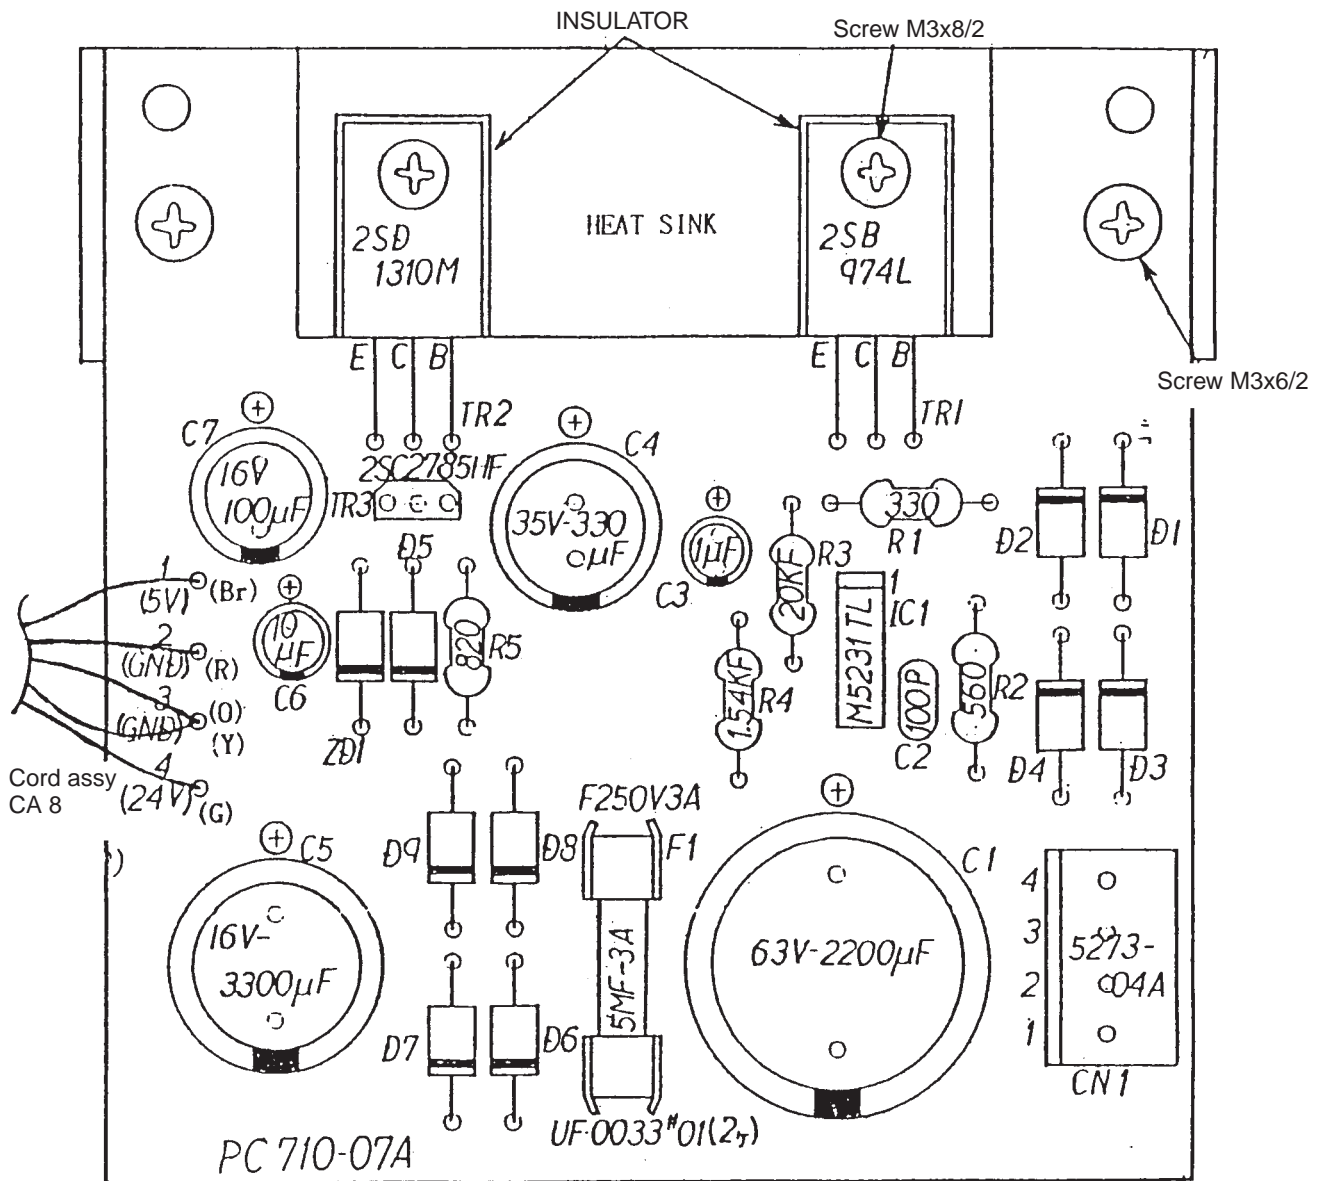 INSULATOR
Screw M3x8/2
HEAT SINK
2SD
1310M
2SB
974L
E C B
E C B
Screw M3x6/2
TR2
TR1
C7
16V
100µF
2SC2785HF
TR3
C4
35V-330
µF
1µF
C3
R3
20KF
330
R1
D2
D1
D5
1
(5V)
(Br)
2
(GND)
(R)
3
(GND)
(O)
(Y)
4
(24V)
(G)
Cord assy
CA 8
10
µF
C6
ZD1
820
R5
1.54KF
R4
1
IC1
M5231TL
100P
C2
560
R2
D4
D3
C5
16V-
3300µF
D9
D8
D7
D6
F250V3A
F1
5MF-3A
UF-0033#01(2ケ)
C1
63V-2200µF
4
3
2
1
5273-
04A
CN1
PC 710-07A